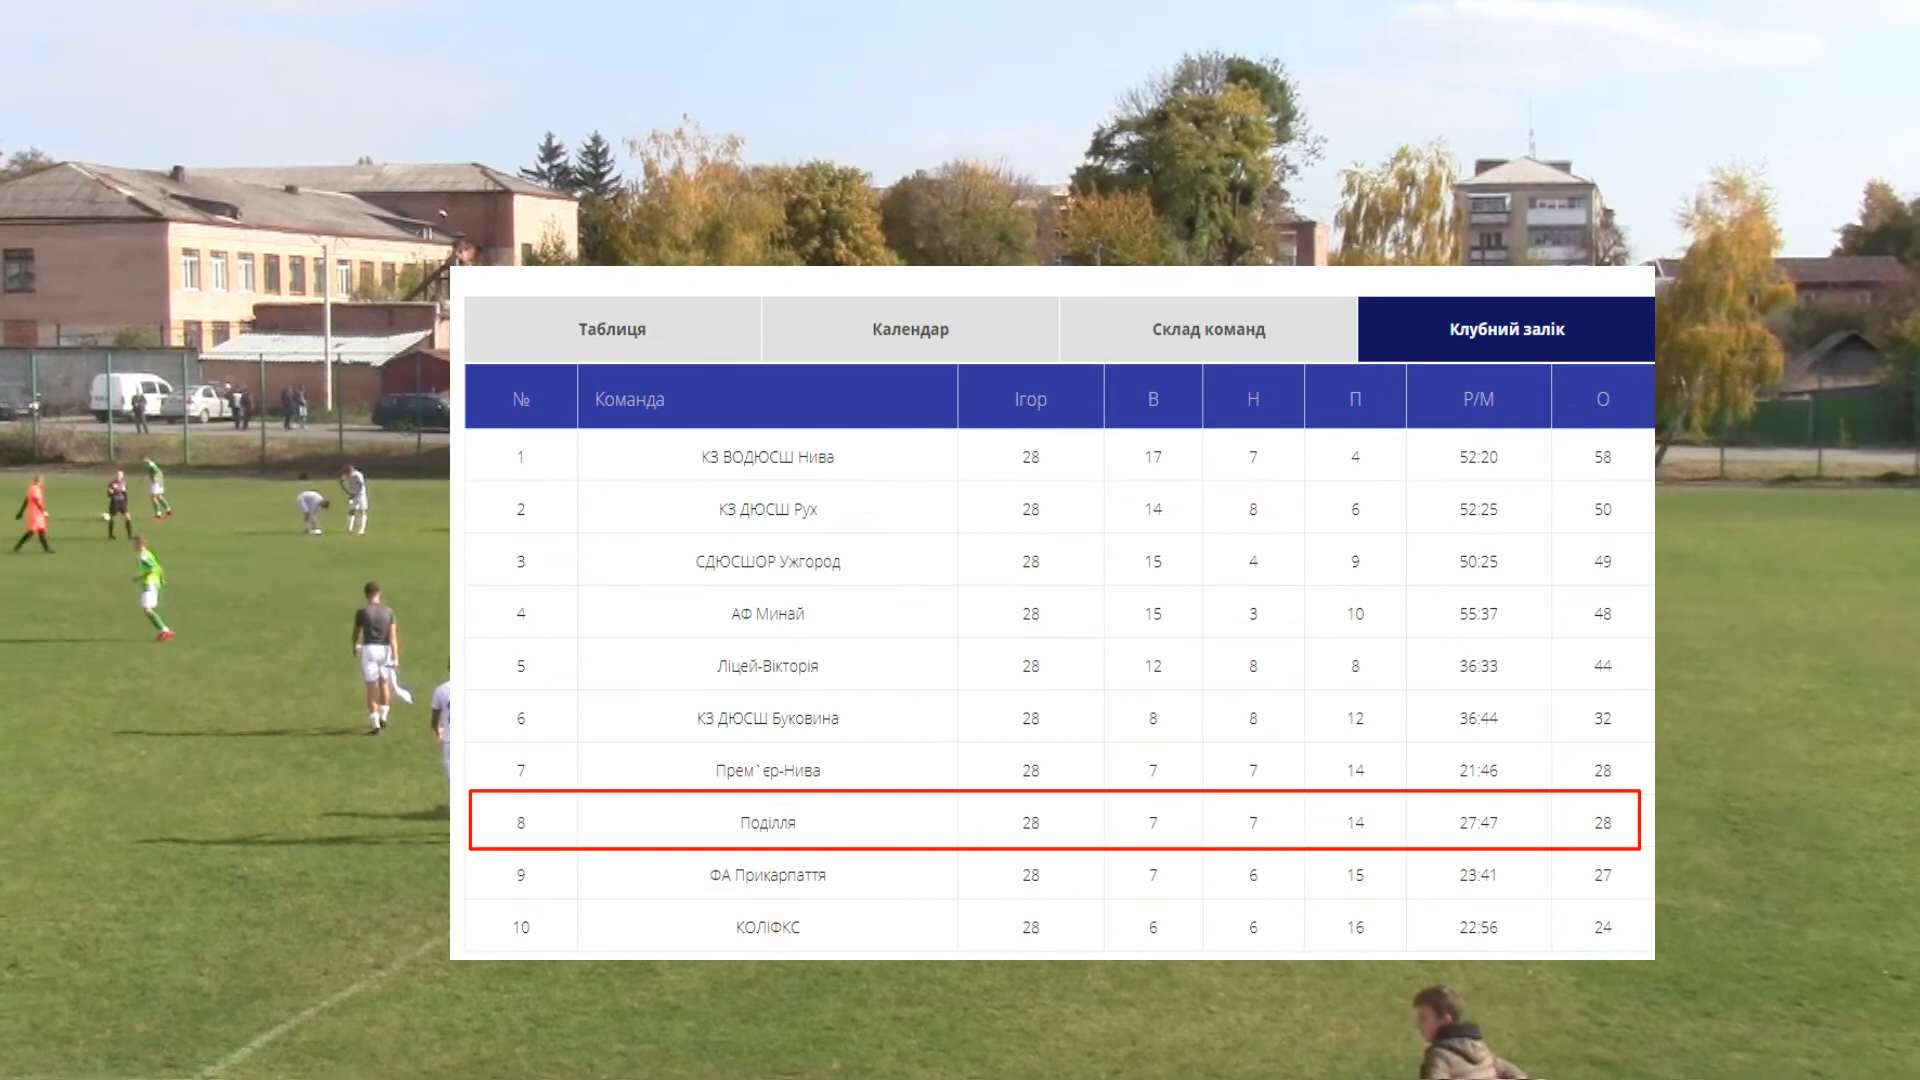 Таблиця Календар Склад команд Клубний залік
№ Команда Ігор В Н П Р/М О
1 КЗ ВОДЮСШ Нива 28 17 7 4 52:20 58
2 КЗ ДЮСШ Рух 28 14 8 6 52:25 50
3 СДЮСШОР Ужгород 28 15 4 9 50:25 49
4 АФ Минай 28 15 3 10 55:37 48
5 Ліцей-Вікторія 28 12 8 8 36:33 44
6 КЗ ДЮСШ Буковина 28 8 8 12 36:44 32
7 Прем`єр-Нива 28 7 7 14 21:46 28
8 Поділля 28 7 7 14 27:47 28
9 ФА Прикарпаття 28 7 6 15 23:41 27
10 КОЛІФКС 28 6 6 16 22:56 24